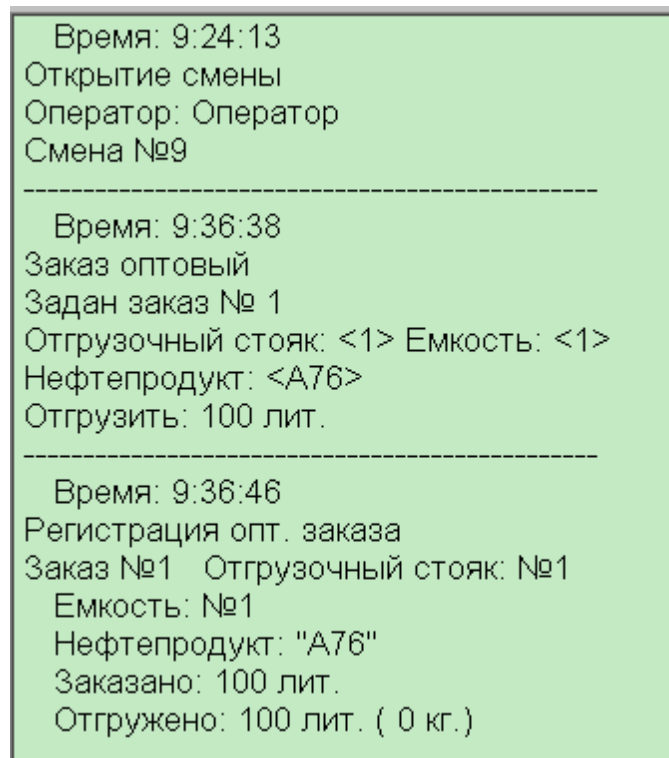 Время: 9:24:13
Открытие смены
Оператор: Оператор
Смена №9
------------------------------------------------
Время: 9:36:38
Заказ оптовый
Задан заказ № 1
Отгрузочный стояк: <1> Емкость: <1>
Нефтепродукт: <А76>
Отгрузить: 100 лит.
------------------------------------------------
Время: 9:36:46
Регистрация опт. заказа
Заказ №1   Отгрузочный стояк: №1
Емкость: №1
Нефтепродукт: "А76"
Заказано: 100 лит.
Отгружено: 100 лит. ( 0 кг.)